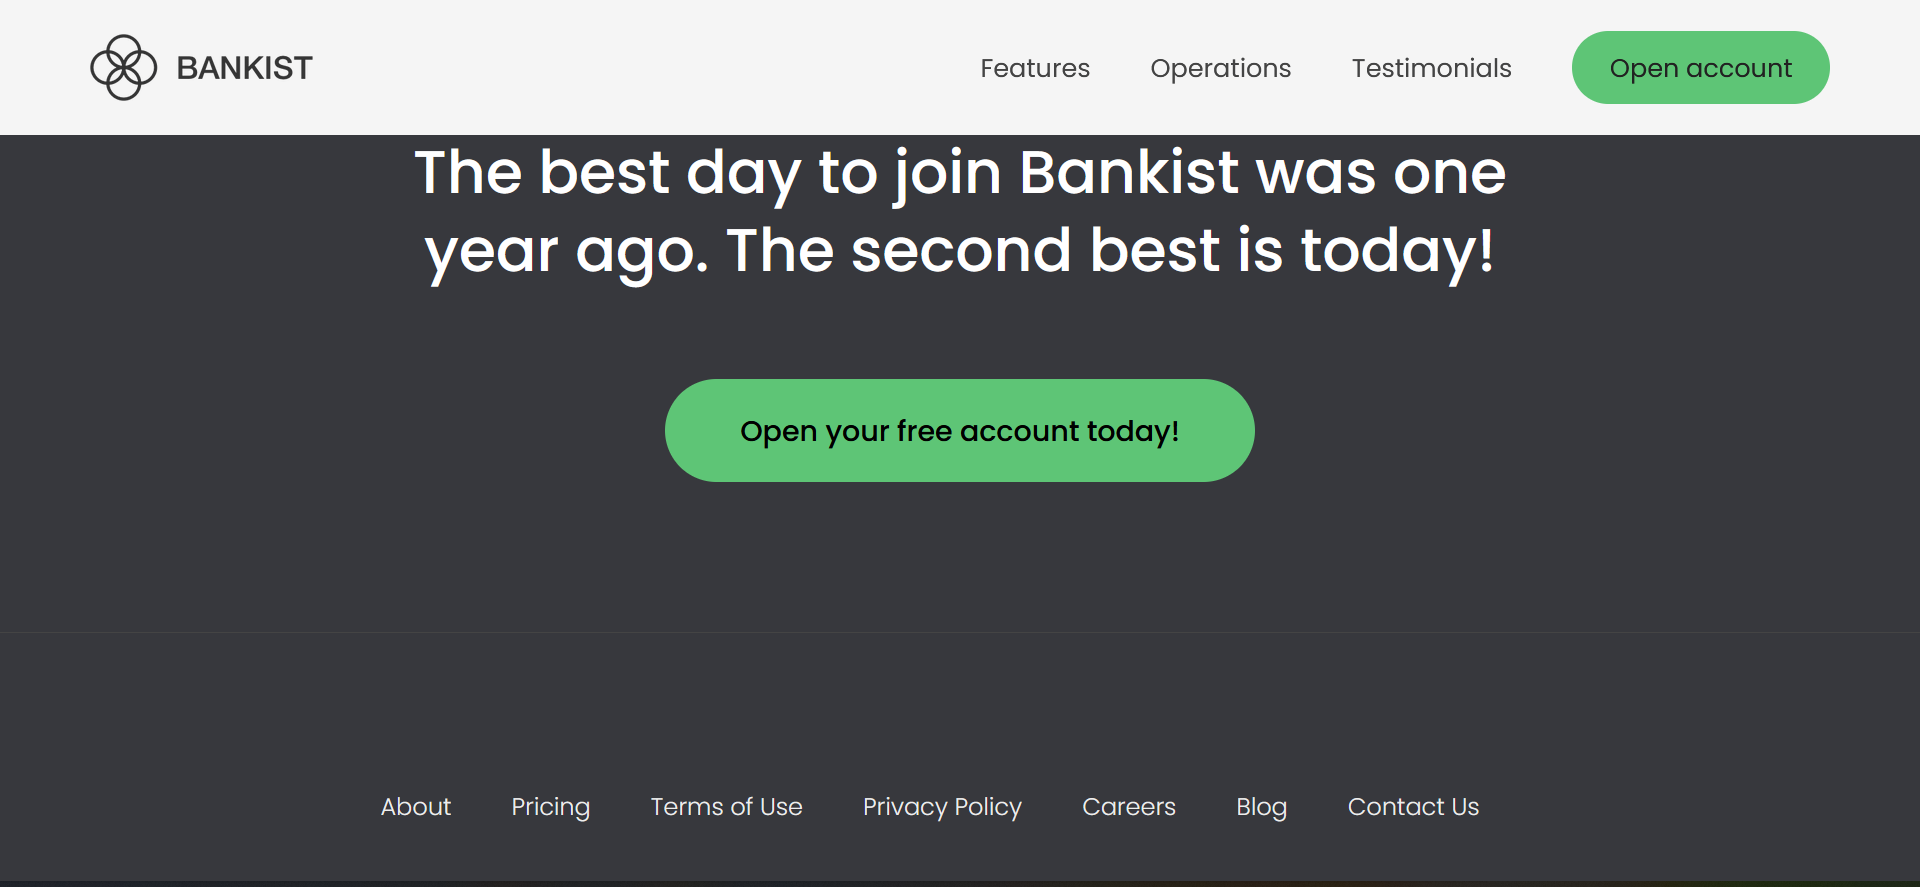 BANKIST
Features
Operations
Testimonials
Open account
The best day to join Bankist was one
year ago. The second best is today!
Open your free account today!
About
Pricing
Terms of Use
Privacy Policy
Careers
Blog
Contact Us